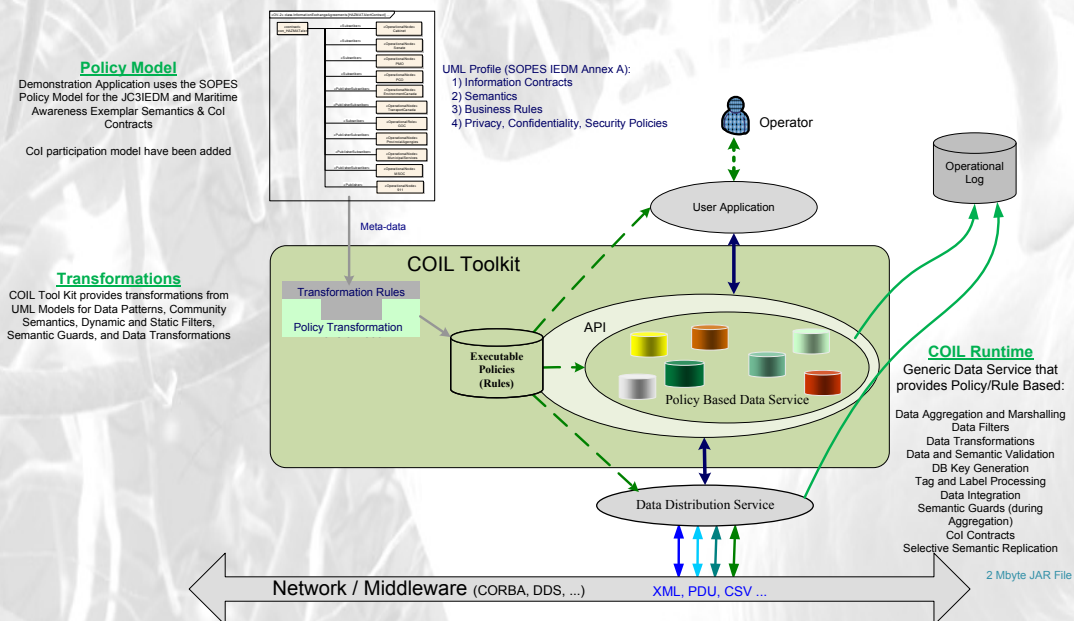 Policy Model
Demonstration Application uses the SOPES
Policy Model for the JC3IEDM and Maritime
Awareness Exemplar Semantics & CoI
Contracts
CoI participation model have been added
UML Profile (SOPES IEDM Annex A):
1) Information Contracts
2) Semantics
3) Business Rules
4) Privacy, Confidentiality, Security Policies
Operator
Operational
Log
User Application
Meta-data
COIL Toolkit
Transformations
COIL Tool Kit provides transformations from
UML Models for Data Patterns, Community
Semantics, Dynamic and Static Filters,
Semantic Guards, and Data Transformations
Transformation Rules
Policy Transformation
Executable
Policies
(Rules)
API
Policy Based Data Service
COIL Runtime
Generic Data Service that
provides Policy/Rule Based:
Data Aggregation and Marshalling
Data Filters
Data Transformations
Data and Semantic Validation
DB Key Generation
Tag and Label Processing
Data Integration
Semantic Guards (during
Aggregation)
CoI Contracts
Selective Semantic Replication
2 Mbyte JAR File
Data Distribution Service
Network / Middleware (CORBA, DDS, ...)
XML, PDU, CSV ...